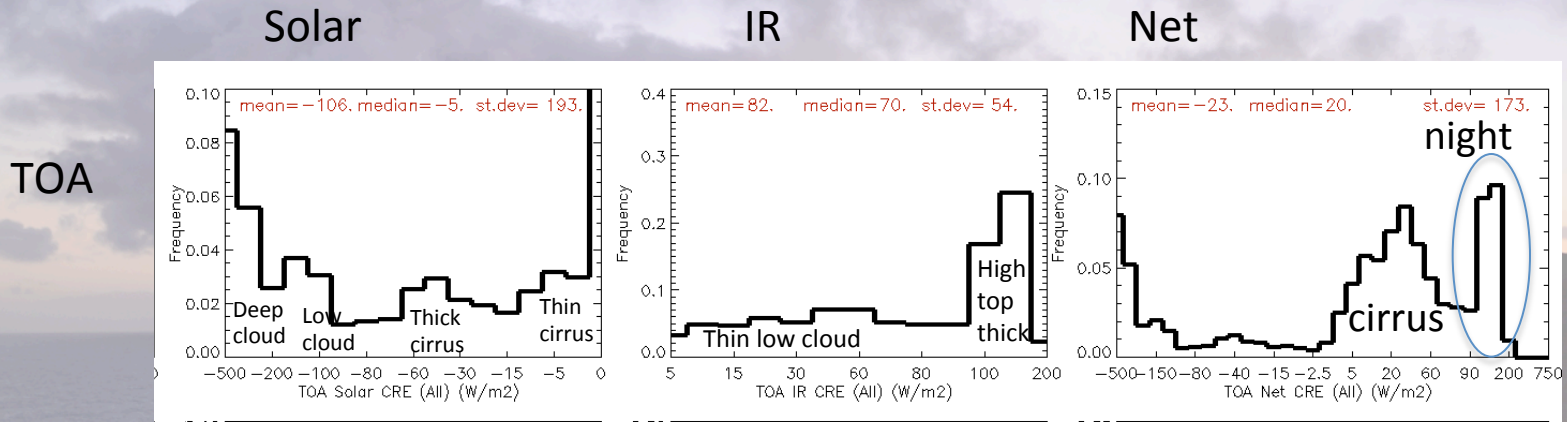 Solar IR Net
TOA
mean=−106. median=−5. st.dev= 193.
0.10
0.08
0.06
0.04
0.02
0.00
Frequency
Deep
cloud
Low
cloud
Thick
cirrus
Thin
cirrus
-500 -200 -100 -80 -60 -30 -15 -5 0
TOA Solar CRE (All) (W/m2)
mean=82. median=70. st.dev= 54.
0.4
0.3
0.2
0.1
0.0
Frequency
Thin low cloud
High
top
thick
5 15 30 60 100 200
TOA IR CRE (All) (W/m2)
mean=−23. median=20. st.dev= 173.
night
0.15
0.10
0.05
0.00
Frequency
cirrus
-500 -150 -80 -40 -15 -2.5 5 20 60 90 200 750
TOA Net CRE (All) (W/m2)